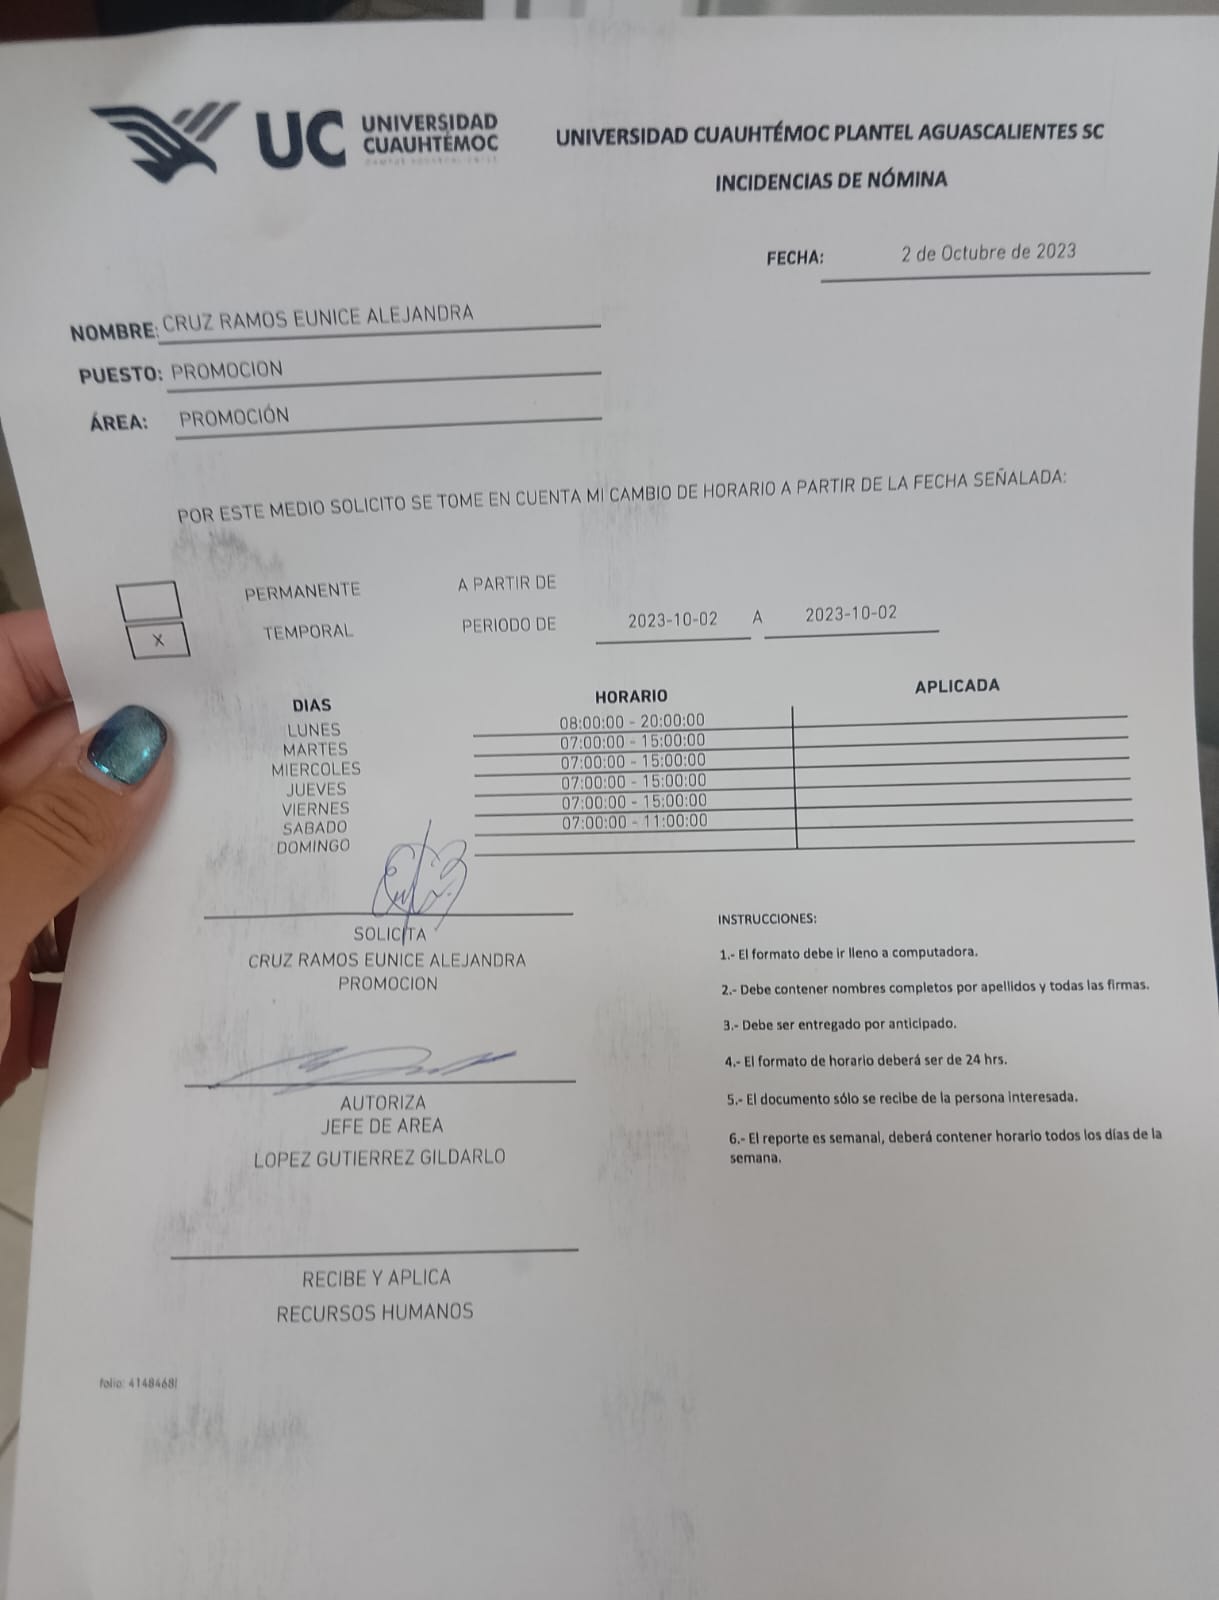 UC UNIVERSIDAD
CUAUHTÉMOC
UNIVERSIDAD CUAUHTÉMOC PLANTEL AGUASCALIENTES SC
INCIDENCIAS DE NÓMINA
FECHA: 2 de Octubre de 2023
NOMBRE: CRUZ RAMOS EUNICE ALEJANDRA
PUESTO: PROMOCION
ÁREA: PROMOCIÓN
POR ESTE MEDIO SOLICITO SE TOME EN CUENTA MI CAMBIO DE HORARIO A PARTIR DE LA FECHA SEÑALADA:
PERMANENTE A PARTIR DE
X TEMPORAL PERIODO DE 2023-10-02 A 2023-10-02
DIAS HORARIO APLICADA
LUNES 08:00:00 - 20:00:00
MARTES 07:00:00 - 15:00:00
MIERCOLES 07:00:00 - 15:00:00
JUEVES 07:00:00 - 15:00:00
VIERNES 07:00:00 - 15:00:00
SABADO 07:00:00 - 11:00:00
DOMINGO
SOLICITA
CRUZ RAMOS EUNICE ALEJANDRA
PROMOCION
AUTORIZA
JEFE DE AREA
LOPEZ GUTIERREZ GILDARLO
RECIBE Y APLICA
RECURSOS HUMANOS
folio: 4148468
INSTRUCCIONES:
1.- El formato debe ir lleno a computadora.
2.- Debe contener nombres completos por apellidos y todas las firmas.
3.- Debe ser entregado por anticipado.
4.- El formato de horario deberá ser de 24 hrs.
5.- El documento sólo se recibe de la persona interesada.
6.- El reporte es semanal, deberá contener horario todos los días de la
semana.